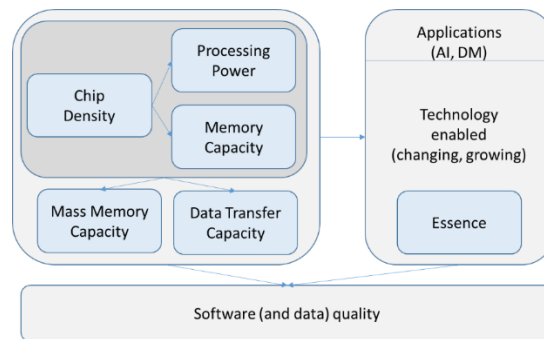 Processing
Power
Chip
Density
Memory
Capacity
Mass Memory
Capacity
Data Transfer
Capacity
Applications
(AI, DM)
Technology
enabled
(changing, growing)
Essence
Software (and data) quality